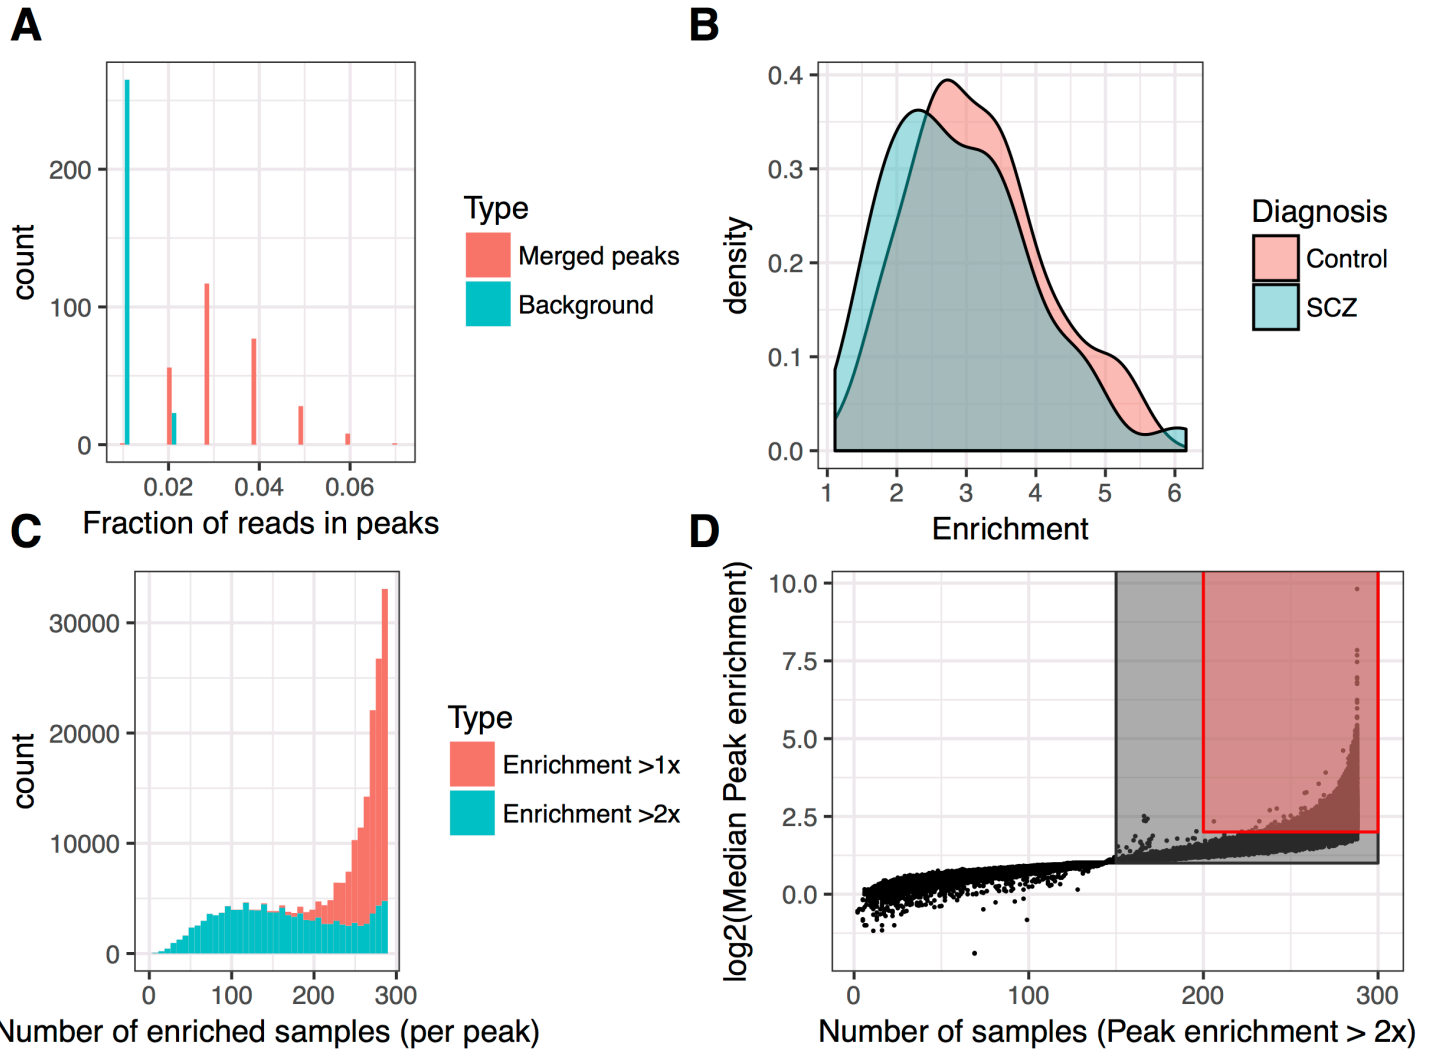 A
200
100
0
count
0.02 0.04 0.06
Fraction of reads in peaks
Type
Merged peaks
Background
B
0.4
0.3
0.2
0.1
0.0
density
1 2 3 4 5 6
Enrichment
Diagnosis
Control
SCZ
C
30000
20000
10000
0
count
0 100 200 300
Number of enriched samples (per peak)
Type
Enrichment >1x
Enrichment >2x
D
10.0
7.5
5.0
2.5
0.0
log2(Median Peak enrichment)
0 100 200 300
Number of samples (Peak enrichment > 2x)